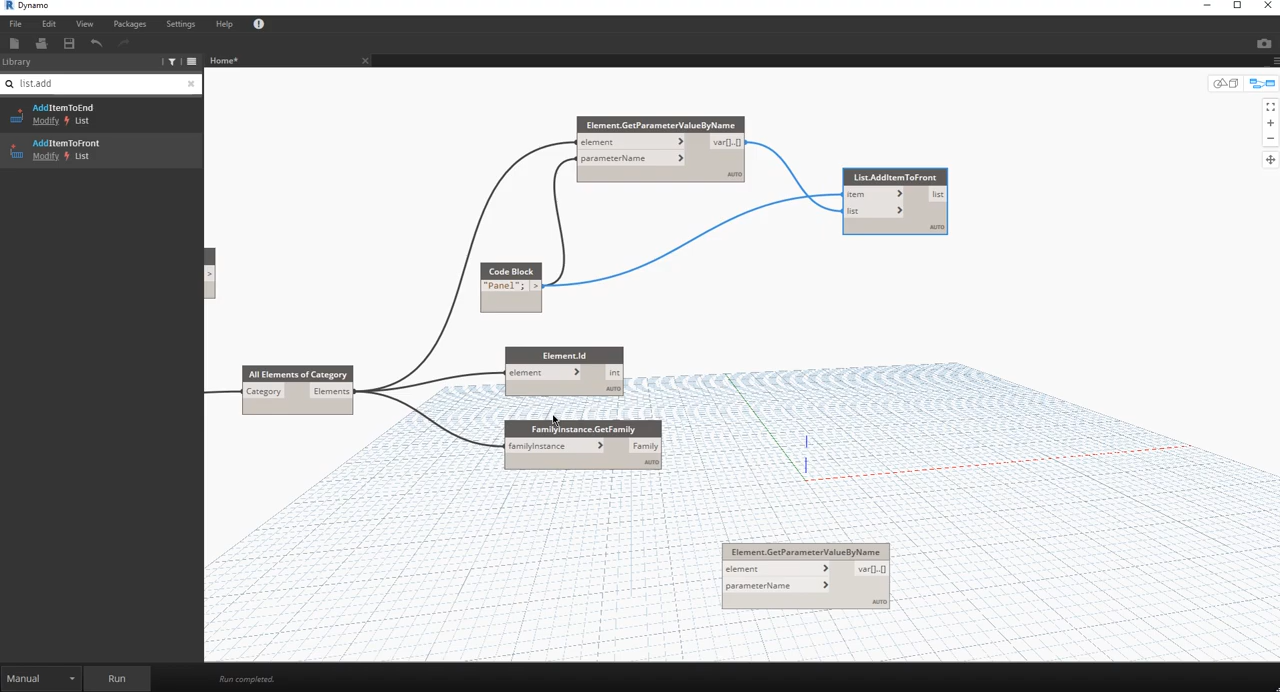 Dynamo
File Edit View Packages Settings Help
Library
Home*
list.add
AddItemToEnd
Modify List
AddItemToFront
Modify List
Element.GetParameterValueByName
element > var[]..[]
parameterName >
AUTO
List.AddItemToFront
item > list
list >
AUTO
>
Code Block
"Panel"; >
Element.Id
element > int
AUTO
All Elements of Category
Category Elements
FamilyInstance.GetFamily
familyInstance > Family
AUTO
Element.GetParameterValueByName
element > var[]..[]
parameterName >
AUTO
Manual Run Run completed.